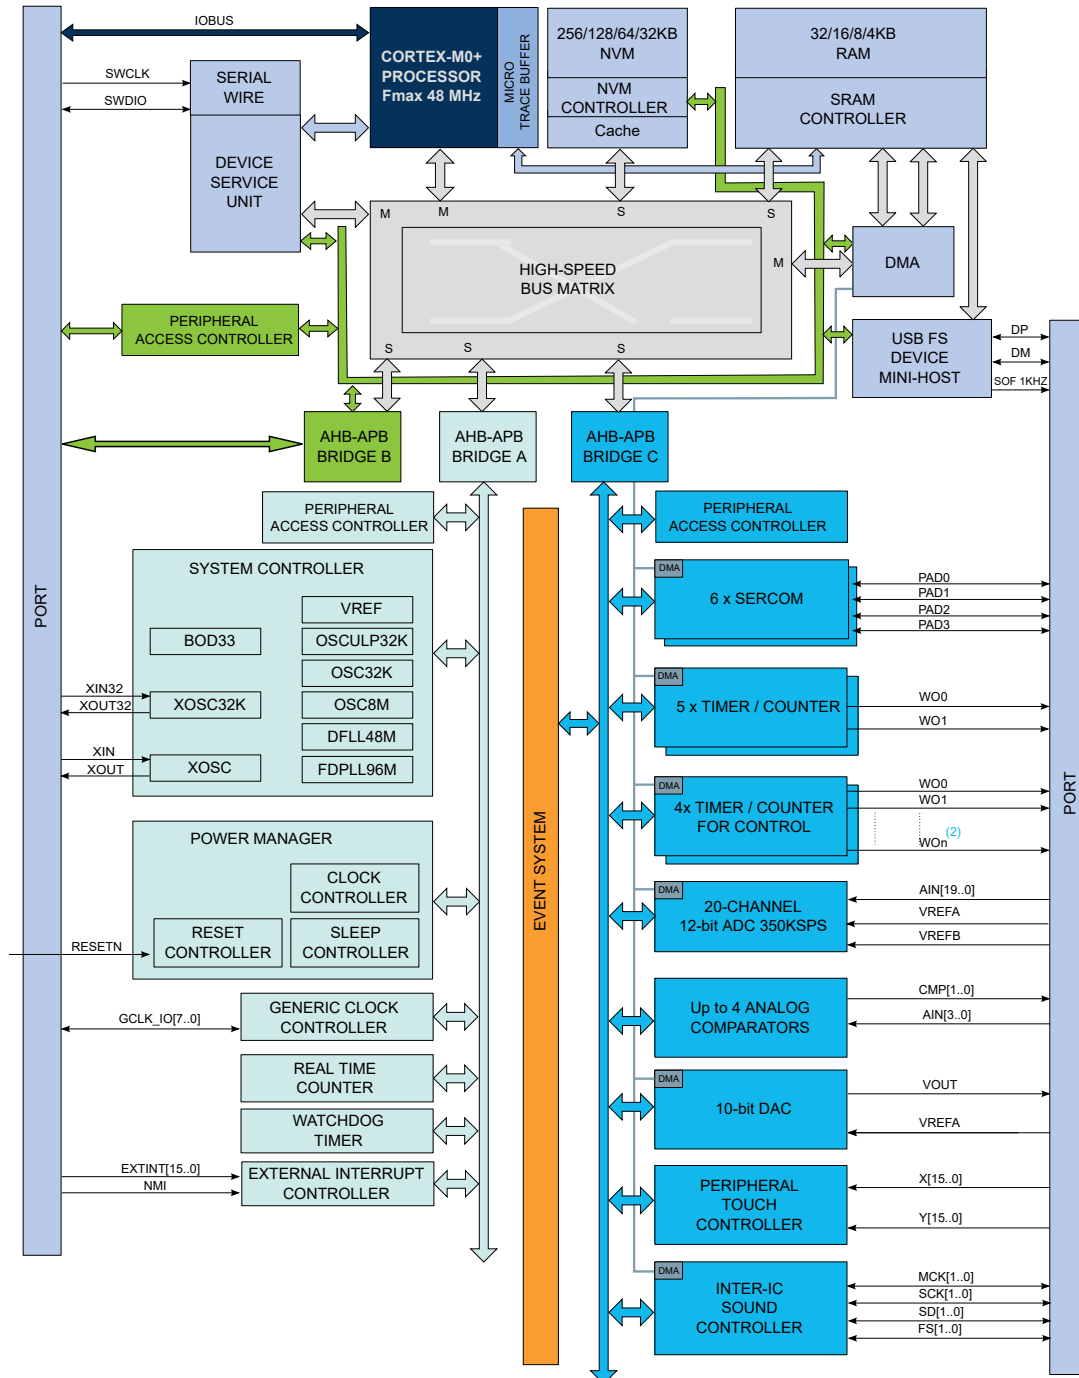 IOBUS
CORTEX-M0+
PROCESSOR
Fmax 48 MHz
MICRO
TRACE BUFFER
256/128/64/32KB
NVM
NVM
CONTROLLER
Cache
32/16/8/4KB
RAM
SRAM
CONTROLLER
SWCLK
SWDIO
SERIAL
WIRE
DEVICE
SERVICE
UNIT
M
M
S
S
M
HIGH-SPEED
BUS MATRIX
S
S
S
DMA
PERIPHERAL
ACCESS CONTROLLER
USB FS
DEVICE
MINI-HOST
DP
DM
SOF 1KHZ
AHB-APB
BRIDGE B
AHB-APB
BRIDGE A
AHB-APB
BRIDGE C
PORT
PERIPHERAL
ACCESS CONTROLLER
SYSTEM CONTROLLER
VREF
BOD33
OSCULP32K
OSC32K
XIN32
XOUT32
XOSC32K
OSC8M
DFLL48M
XIN
XOUT
XOSC
FDPLL96M
POWER MANAGER
CLOCK
CONTROLLER
RESETN
RESET
CONTROLLER
SLEEP
CONTROLLER
GCLK_IO[7..0]
GENERIC CLOCK
CONTROLLER
REAL TIME
COUNTER
WATCHDOG
TIMER
EXTINT[15..0]
NMI
EXTERNAL INTERRUPT
CONTROLLER
EVENT SYSTEM
PERIPHERAL
ACCESS CONTROLLER
DMA
6 x SERCOM
PAD0
PAD1
PAD2
PAD3
DMA
5 x TIMER / COUNTER
WO0
WO1
DMA
4x TIMER / COUNTER
FOR CONTROL
WO0
WO1
(2)
WOn
DMA
20-CHANNEL
12-bit ADC 350KSPS
AIN[19..0]
VREFA
VREFB
Up to 4 ANALOG
COMPARATORS
CMP[1..0]
AIN[3..0]
DMA
10-bit DAC
VOUT
VREFA
PERIPHERAL
TOUCH
CONTROLLER
X[15..0]
Y[15..0]
DMA
INTER-IC
SOUND
CONTROLLER
MCK[1..0]
SCK[1..0]
SD[1..0]
FS[1..0]
PORT